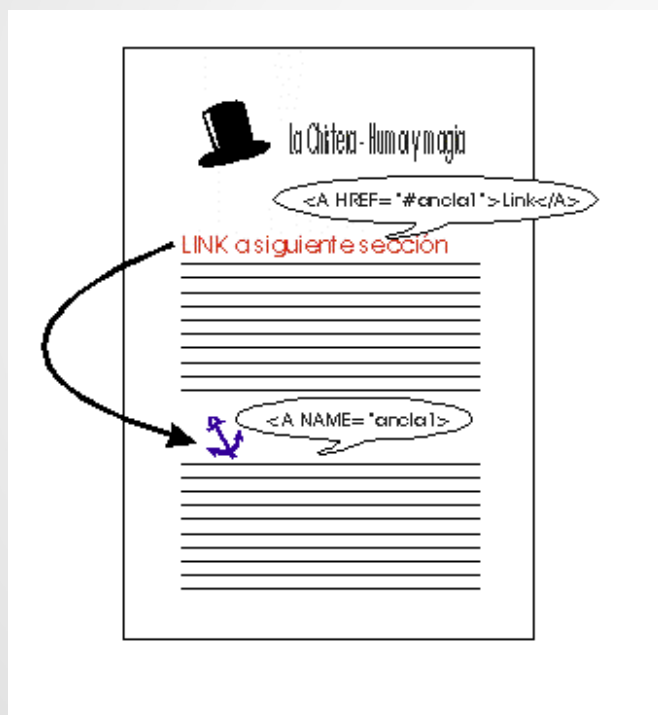 La Chistera - Humor y magia
<A HREF="#ancla1">Link</A>
LINK a siguiente sección
<A NAME="ancla1>